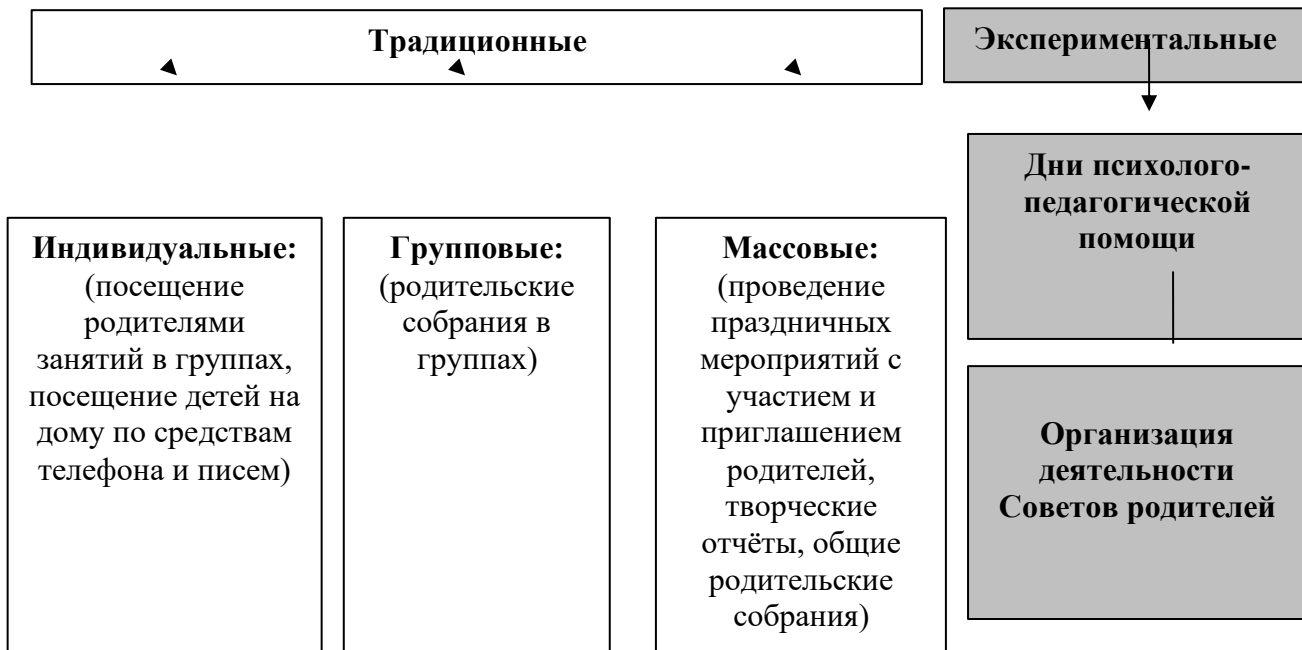 Традиционные
Экспериментальные
Индивидуальные:
(посещение
родителями
занятий в группах,
посещение детей на
дому по средствам
телефона и писем)
Групповые:
(родительские
собрания в
группах)
Массовые:
(проведение
праздничных
мероприятий с
участием и
приглашением
родителей,
творческие
отчёты, общие
родительские
собрания)
Дни психолого-
педагогической
помощи
Организация
деятельности
Советов родителей